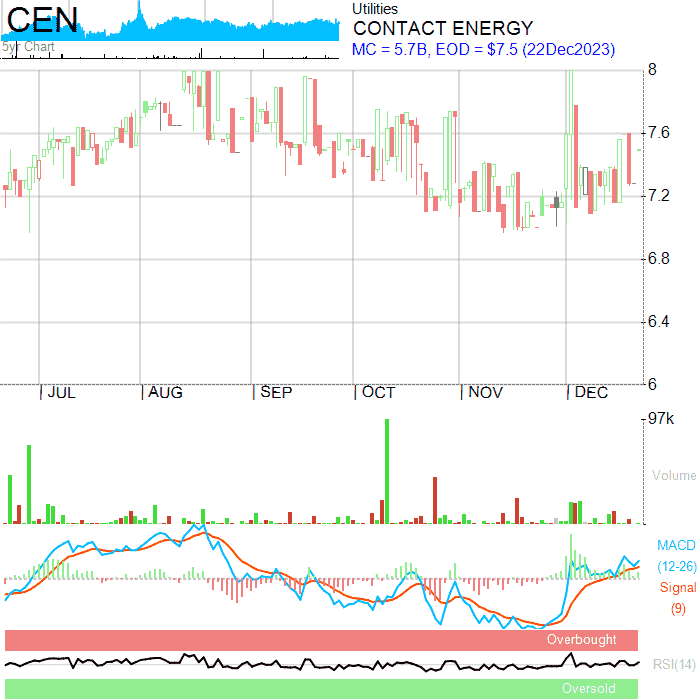 CEN
5yr Chart
Utilities
CONTACT ENERGY
MC = 5.7B, EOD = $7.5 (22Dec2023)
8
7.6
7.2
6.8
6.4
6
JUL AUG SEP OCT NOV DEC
97k
Volume
MACD
(12-26)
Signal
(9)
Overbought
RSI(14)
Oversold